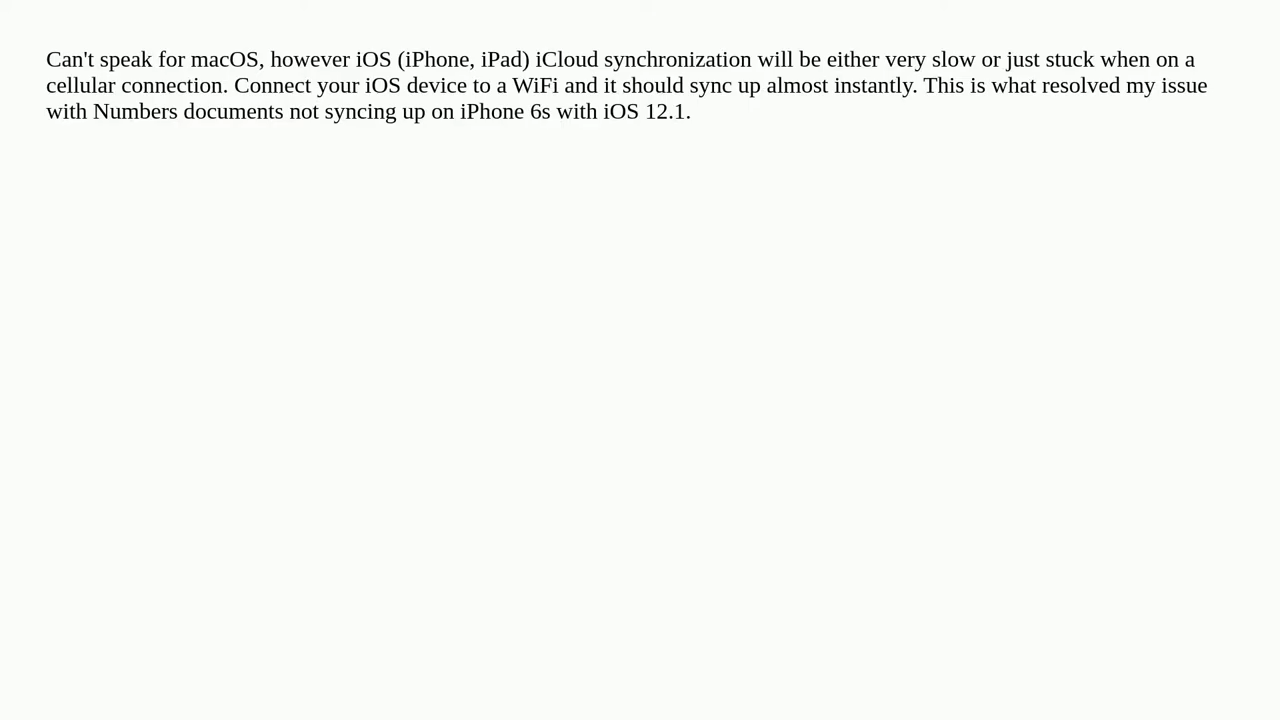 Can't speak for macOS, however iOS (iPhone, iPad) iCloud synchronization will be either very slow or just stuck when on a
cellular connection. Connect your iOS device to a WiFi and it should sync up almost instantly. This is what resolved my issue
with Numbers documents not syncing up on iPhone 6s with iOS 12.1.